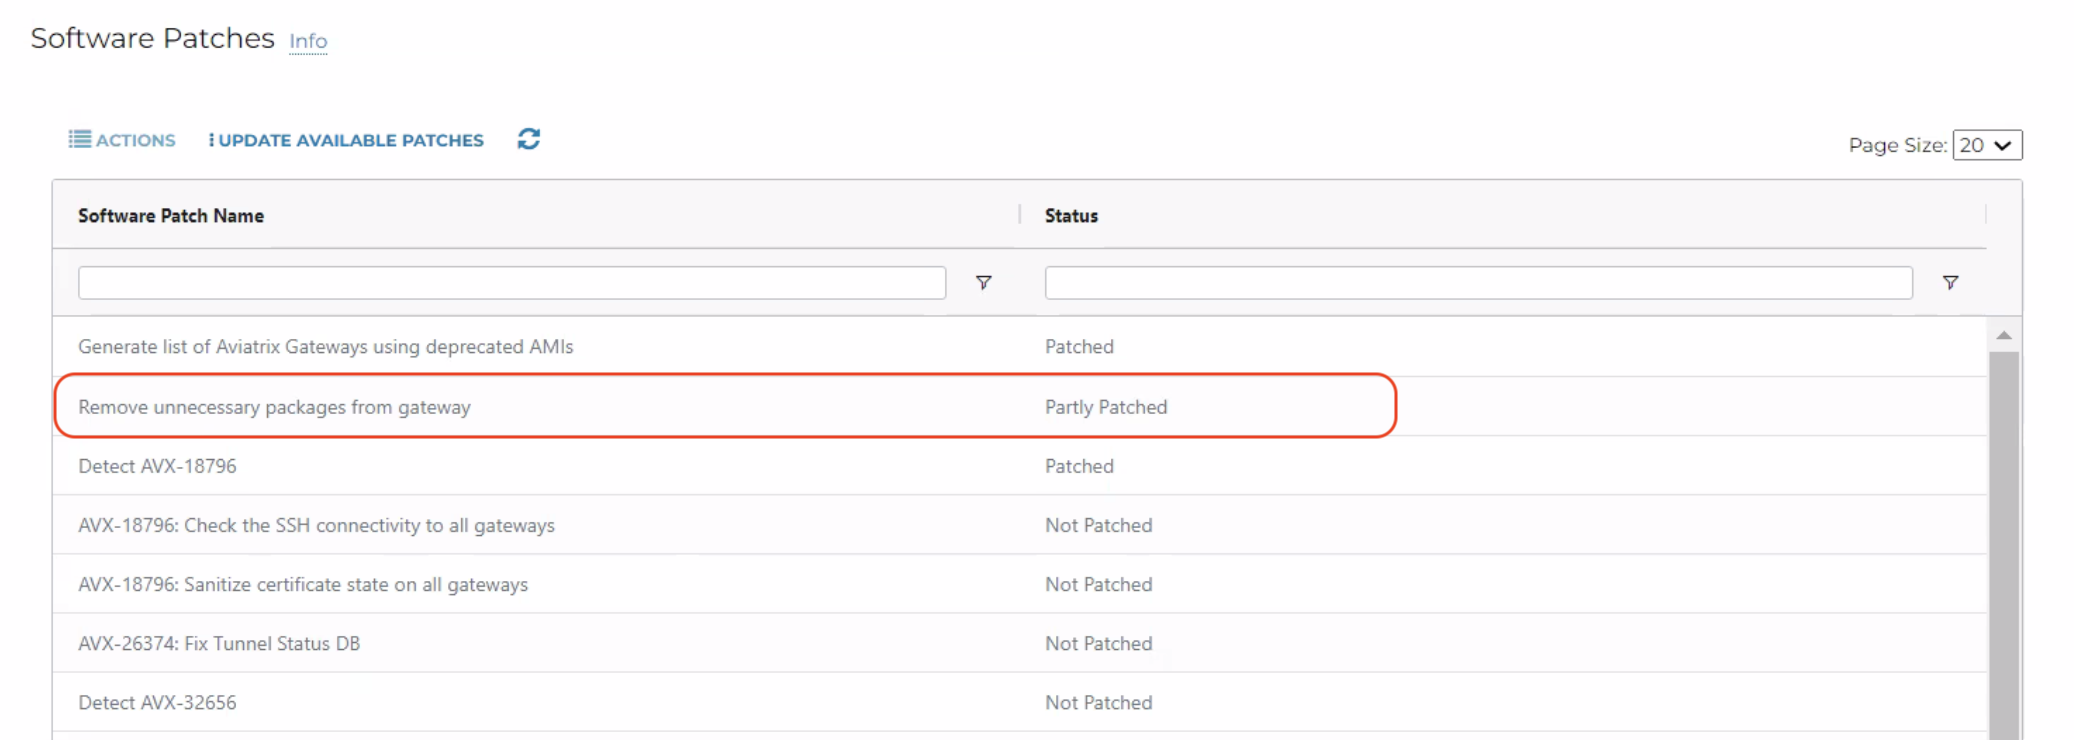 Software Patches Info
ACTIONS UPDATE AVAILABLE PATCHES
Page Size: 20
Software Patch Name Status
Generate list of Aviatrix Gateways using deprecated AMIs Patched
Remove unnecessary packages from gateway Partly Patched
Detect AVX-18796 Patched
AVX-18796: Check the SSH connectivity to all gateways Not Patched
AVX-18796: Sanitize certificate state on all gateways Not Patched
AVX-26374: Fix Tunnel Status DB Not Patched
Detect AVX-32656 Not Patched